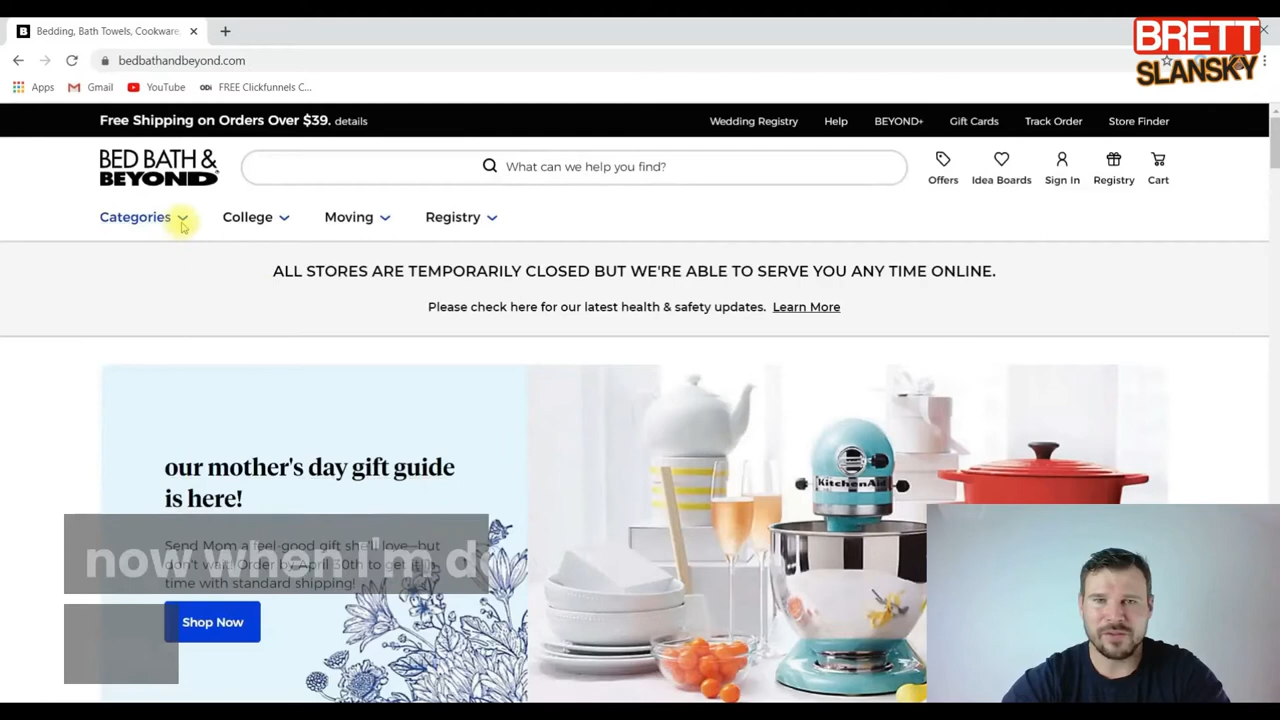 Bedding, Bath Towels, Cookware,
BRETT
SLANSKY
bedbathandbeyond.com
Apps Gmail YouTube ODi FREE Clickfunnels C...
Free Shipping on Orders Over $39. details Wedding Registry Help BEYOND+ Gift Cards Track Order Store Finder
BED BATH &
BEYOND
What can we help you find?
Offers Idea Boards Sign In Registry Cart
Categories College Moving Registry
ALL STORES ARE TEMPORARILY CLOSED BUT WE'RE ABLE TO SERVE YOU ANY TIME ONLINE.
Please check here for our latest health & safety updates. Learn More
our mother's day gift guide
is here!
now when I'm
Send Mom a feel-good gift she'll love—but
don't wait. Order by April 30th to get it in
time with standard shipping!
Shop Now
KitchenAid